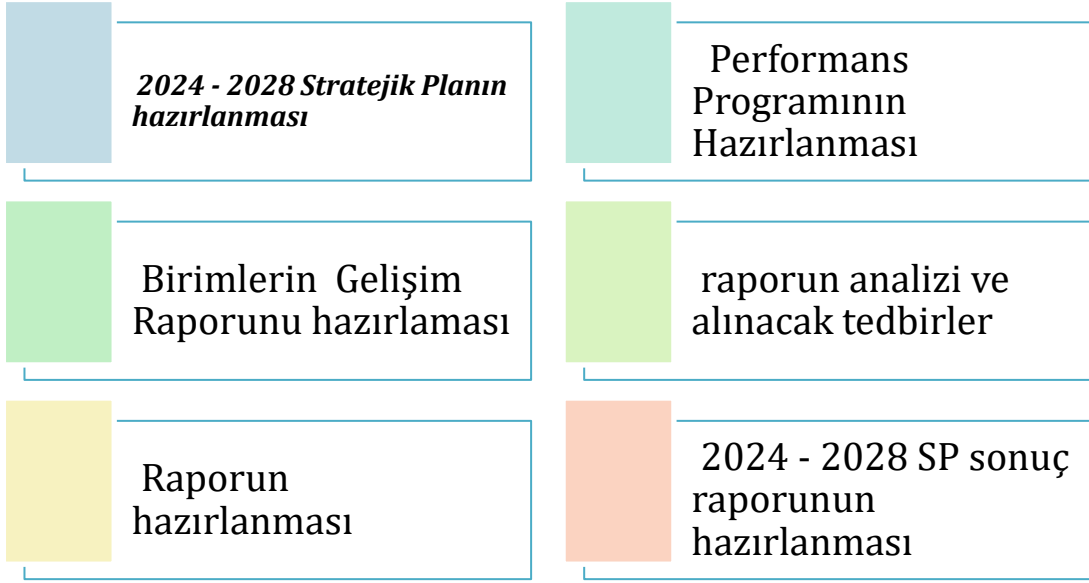 2024 - 2028 Stratejik Planın
hazırlanması
Performans
Programının
Hazırlanması
Birimlerin Gelişim
Raporunu hazırlaması
raporun analizi ve
alınacak tedbirler
Raporun
hazırlanması
2024 - 2028 SP sonuç
raporunun
hazırlanması